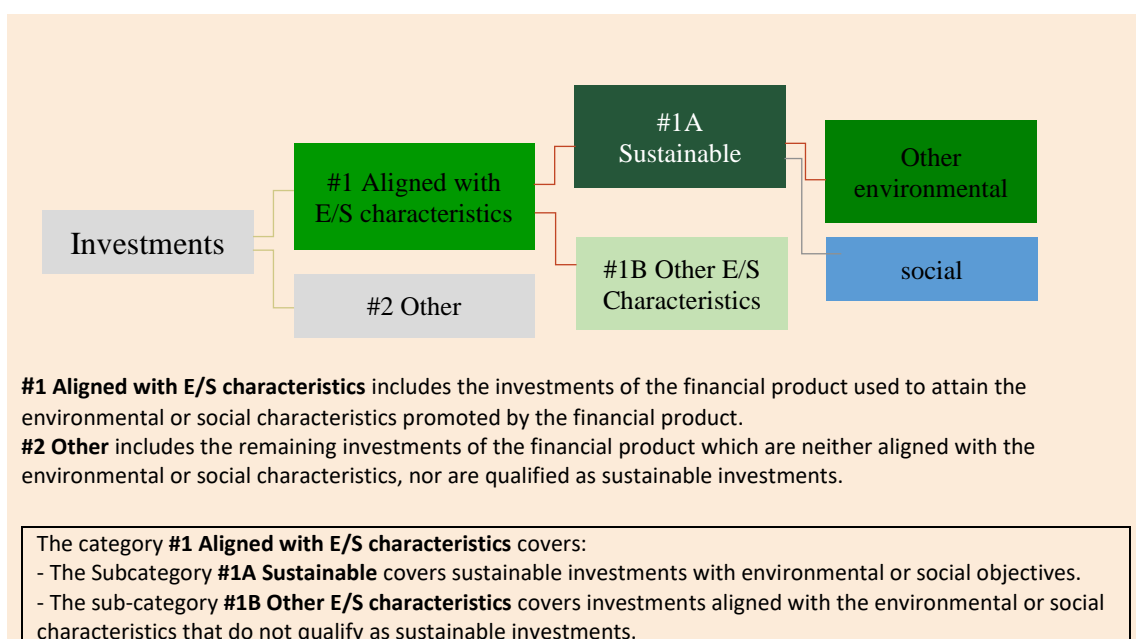 #1A
Sustainable
Other
environmental
#1 Aligned with
E/S characteristics
Investments
#1B Other E/S
Characteristics
social
#2 Other
#1 Aligned with E/S characteristics includes the investments of the financial product used to attain the
environmental or social characteristics promoted by the financial product.
#2 Other includes the remaining investments of the financial product which are neither aligned with the
environmental or social characteristics, nor are qualified as sustainable investments.
The category #1 Aligned with E/S characteristics covers:
- The Subcategory #1A Sustainable covers sustainable investments with environmental or social objectives.
- The sub-category #1B Other E/S characteristics covers investments aligned with the environmental or social
characteristics that do not qualify as sustainable investments.